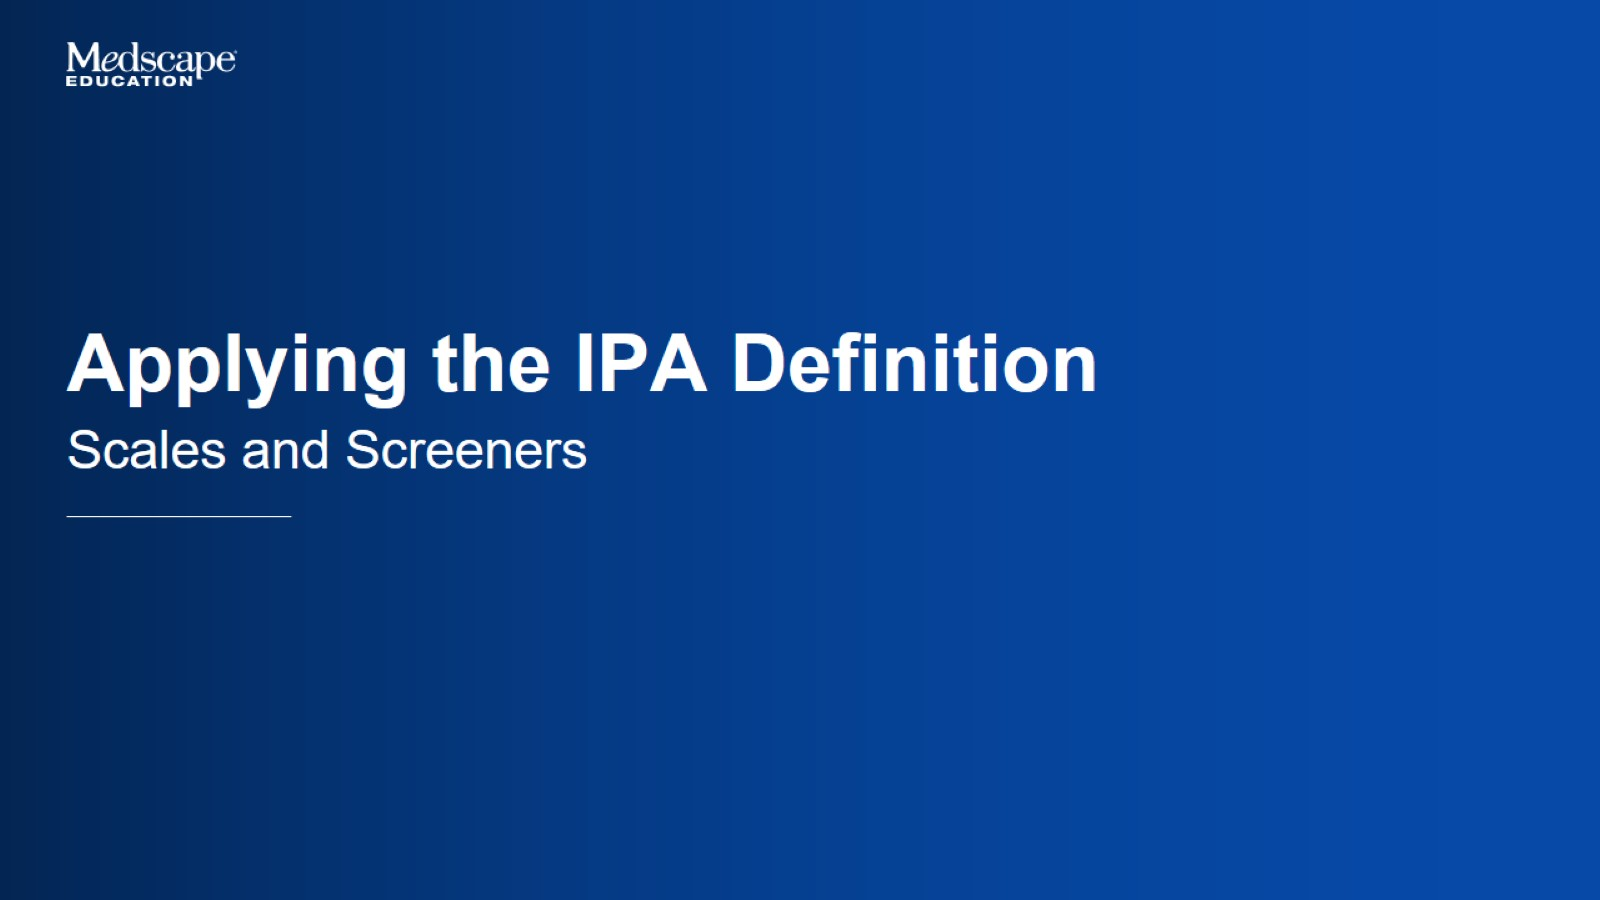 Medscape
EDUCATION
Applying the IPA Definition
Scales and Screeners